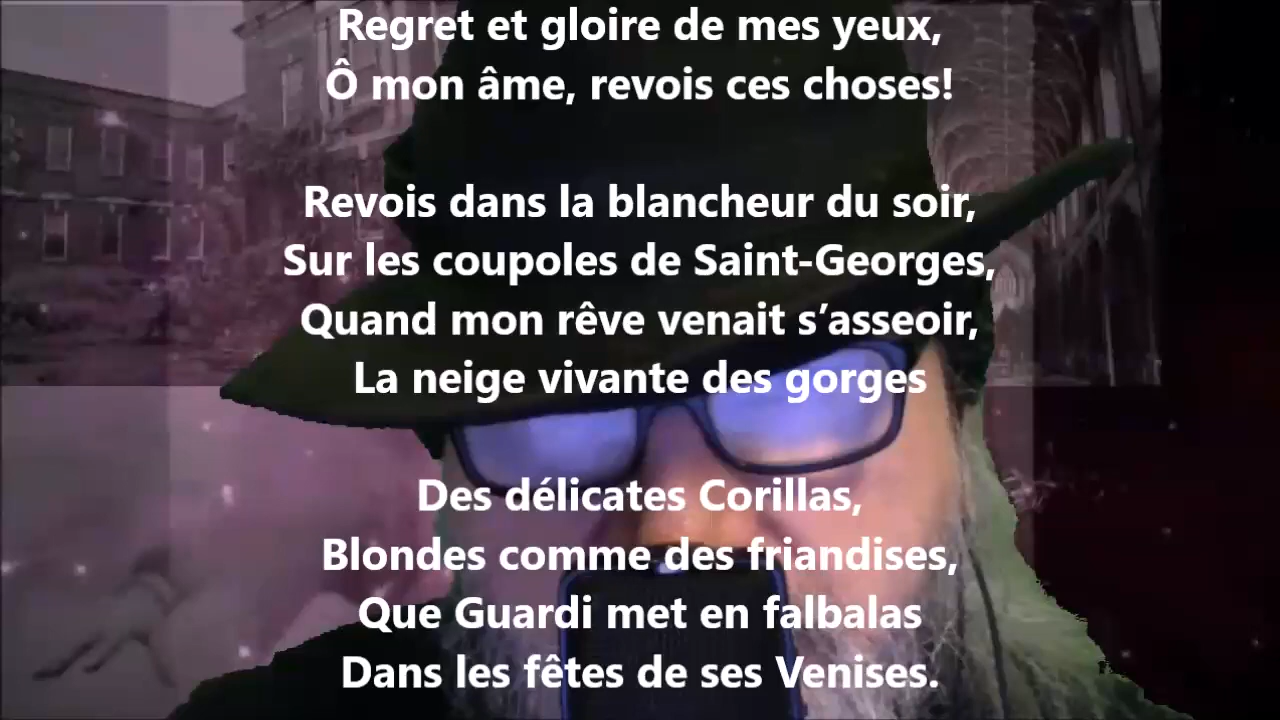 Regret et gloire de mes yeux,
Ô mon âme, revois ces choses!
Revois dans la blancheur du soir,
Sur les coupoles de Saint-Georges,
Quand mon rêve venait s’asseoir,
La neige vivante des gorges
Des délicates Corillas,
Blondes comme des friandises,
Que Guardi met en falbalas
Dans les fêtes de ses Venises.